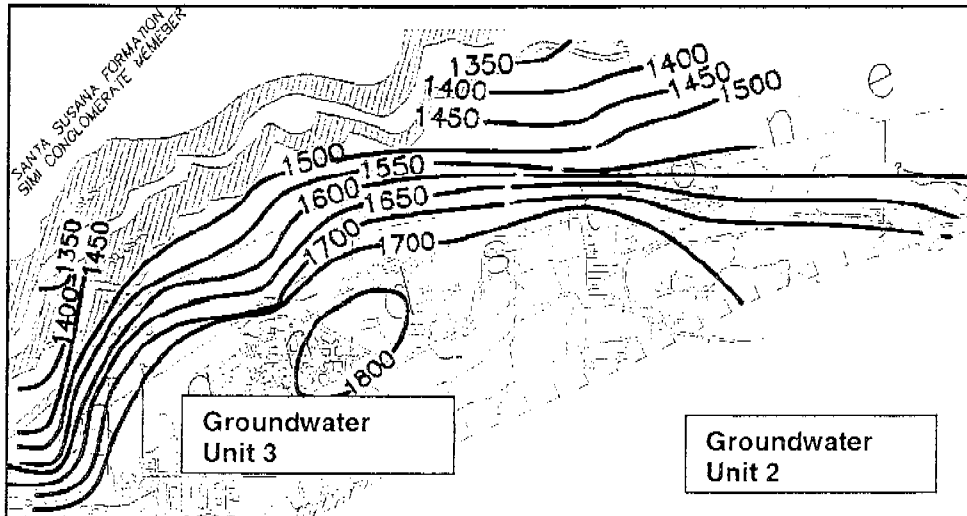 SANTA SUSANA FORMATION
SIMI CONGLOMERATE MEMEBER
1350
1400
1450
1400
1450
1500
1500
1550
1600
1650
1700
1700
1350
1450
1400
1800
e
n
o
s
Groundwater
Unit 3
Groundwater
Unit 2